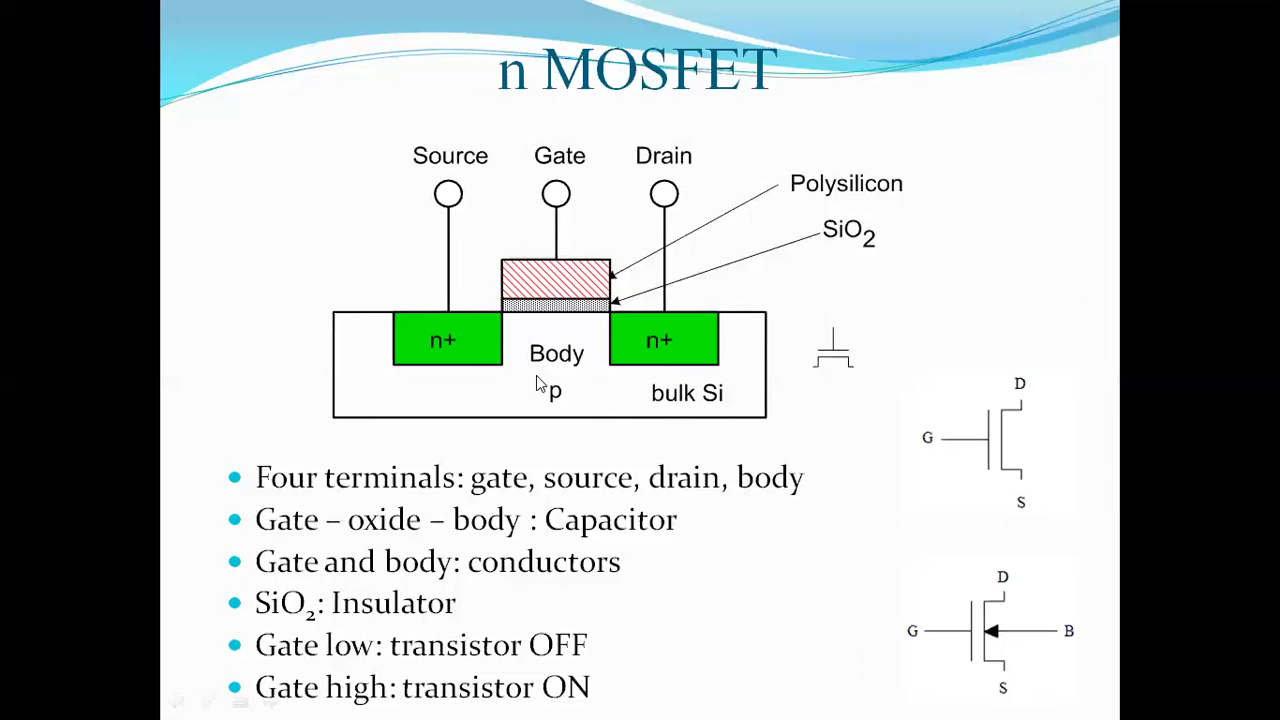 n MOSFET
Source Gate Drain
Polysilicon
SiO2
n+ n+
Body
p bulk Si
D
G
S
Four terminals: gate, source, drain, body
Gate – oxide – body : Capacitor
Gate and body: conductors
SiO2: Insulator
Gate low: transistor OFF
Gate high: transistor ON
D
G B
S